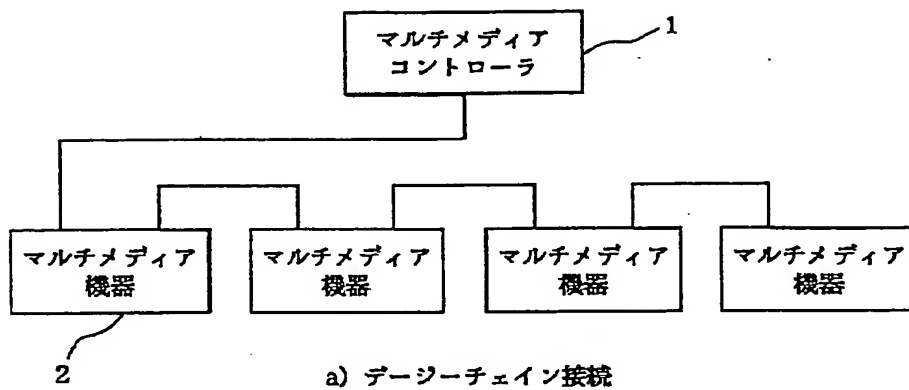 マルチメディア
コントローラ
1
マルチメディア
機器
マルチメディア
機器
マルチメディア
機器
マルチメディア
機器
2
a) デージーチェイン接続